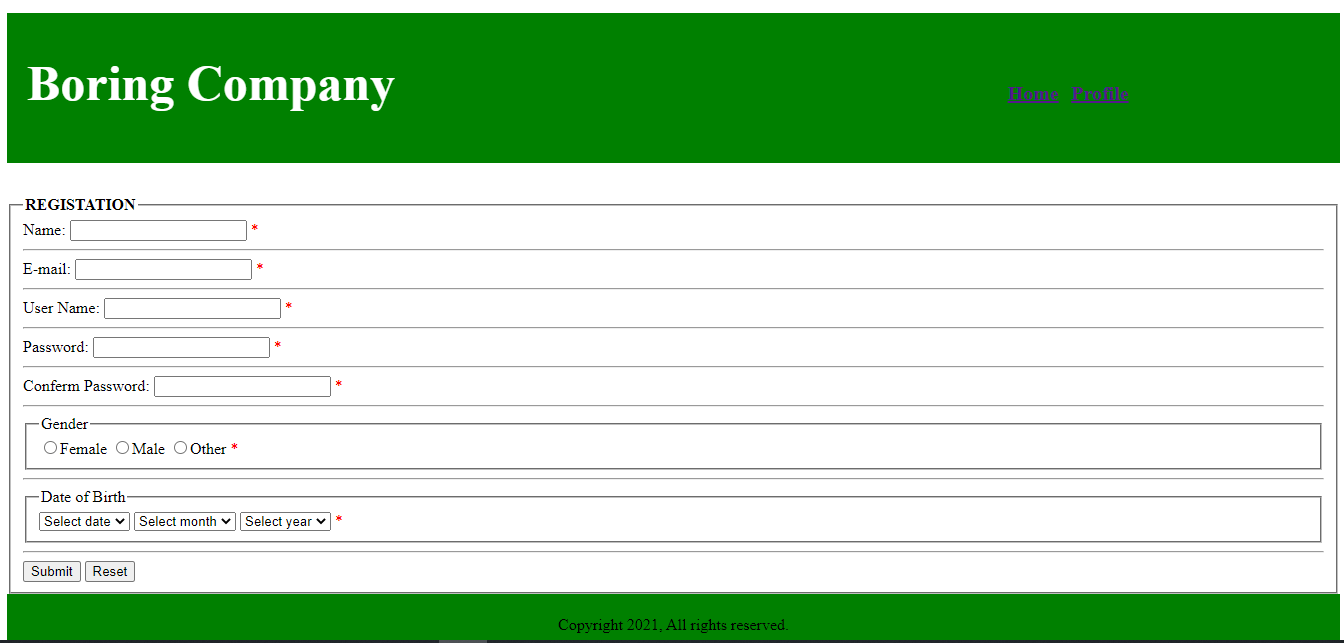 Boring Company
Home Profile
REGISTATION
Name: *
E-mail: *
User Name: *
Password: *
Conferm Password: *
Gender
Female Male Other *
Date of Birth
Select date Select month Select year *
Submit Reset
Copyright 2021, All rights reserved.